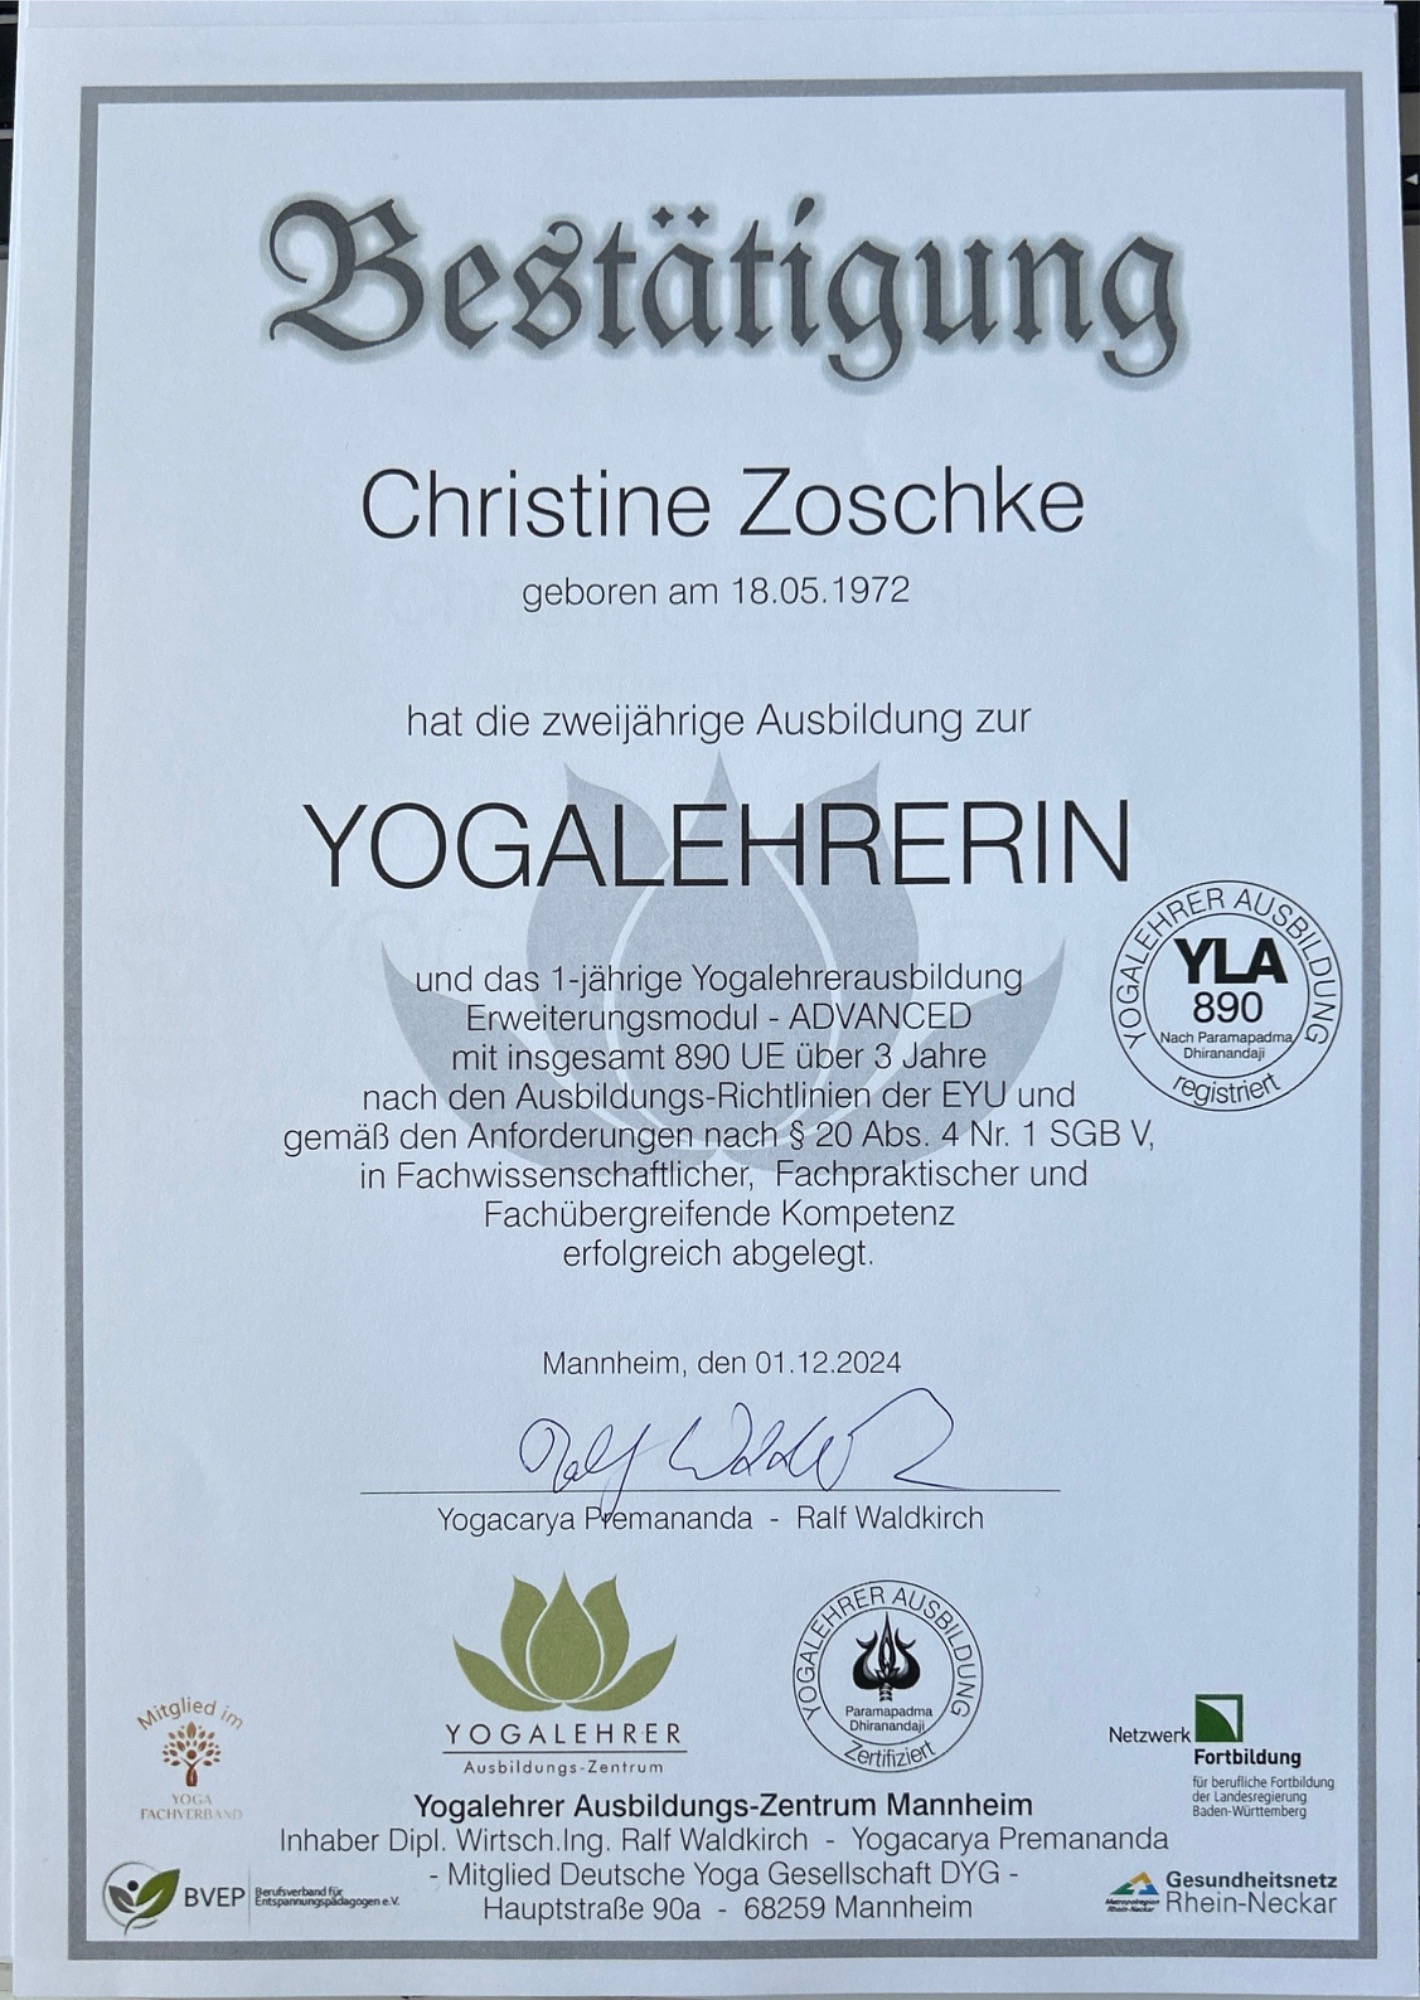 Bestätigung
Christine Zoschke
geboren am 18.05.1972
hat die zweijährige Ausbildung zur
YOGALEHRERIN
und das 1-jährige Yogalehrerausbildung
Erweiterungsmodul - ADVANCED
mit insgesamt 890 UE über 3 Jahre
nach den Ausbildungs-Richtlinien der EYU und
gemäß den Anforderungen nach § 20 Abs. 4 Nr. 1 SGB V,
in Fachwissenschaftlicher, Fachpraktischer und
Fachübergreifende Kompetenz
erfolgreich abgelegt.
YOGALEHRER AUSBILDUNG
YLA
890
Nach Paramapadma
Dhiranandaji
registriert
Mannheim, den 01.12.2024
Yogacarya Premananda - Ralf Waldkirch
YOGALEHRER
Ausbildungs-Zentrum
YOGALEHRER AUSBILDUNG
Paramapadma
Dhiranandaji
Zertifiziert
Mitglied im
YOGA
FACHVERBAND
Netzwerk
Fortbildung
für berufliche Fortbildung
der Landesregierung
Baden-Württemberg
Yogalehrer Ausbildungs-Zentrum Mannheim
Inhaber Dipl. Wirtsch.Ing. Ralf Waldkirch - Yogacarya Premananda
- Mitglied Deutsche Yoga Gesellschaft DYG -
Hauptstraße 90a - 68259 Mannheim
BVEP
Berufsverband für
Entspannungspädagogen e.V.
Metropolregion
Rhein-Neckar
Gesundheitsnetz
Rhein-Neckar